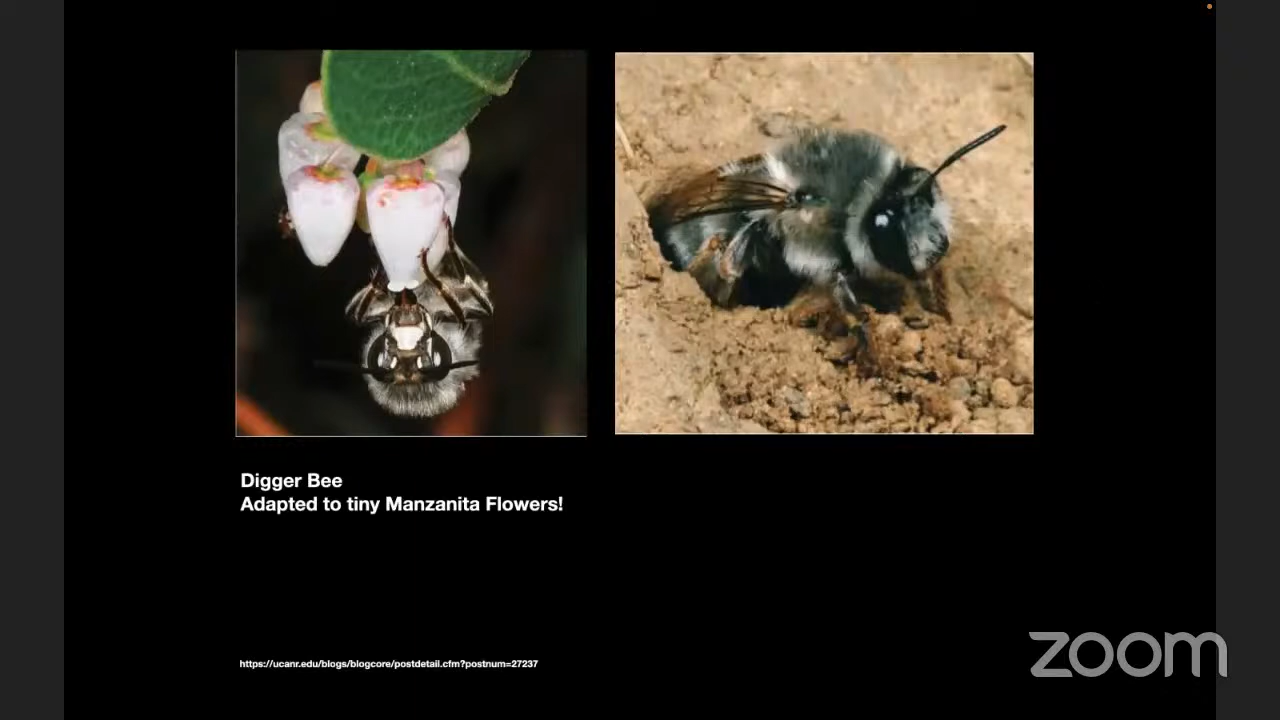 Digger Bee
Adapted to tiny Manzanita Flowers!
https://ucanr.edu/blogs/blogcore/postdetail.cfm?postnum=27237
zoom